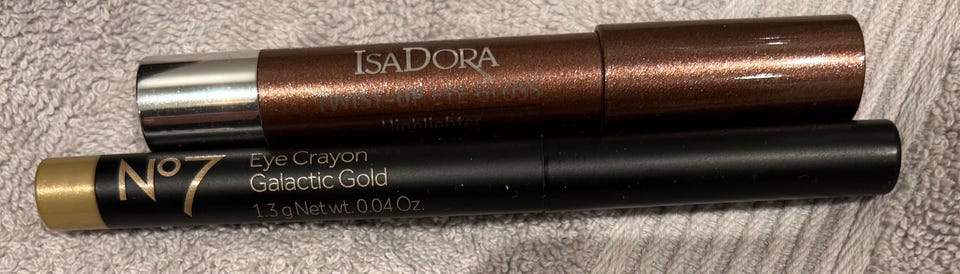 ISADORA
TWIST-UP EYE GLOSS
Highlighter
No7
Eye Crayon
Galactic Gold
1.3 g Net wt. 0.04 Oz.